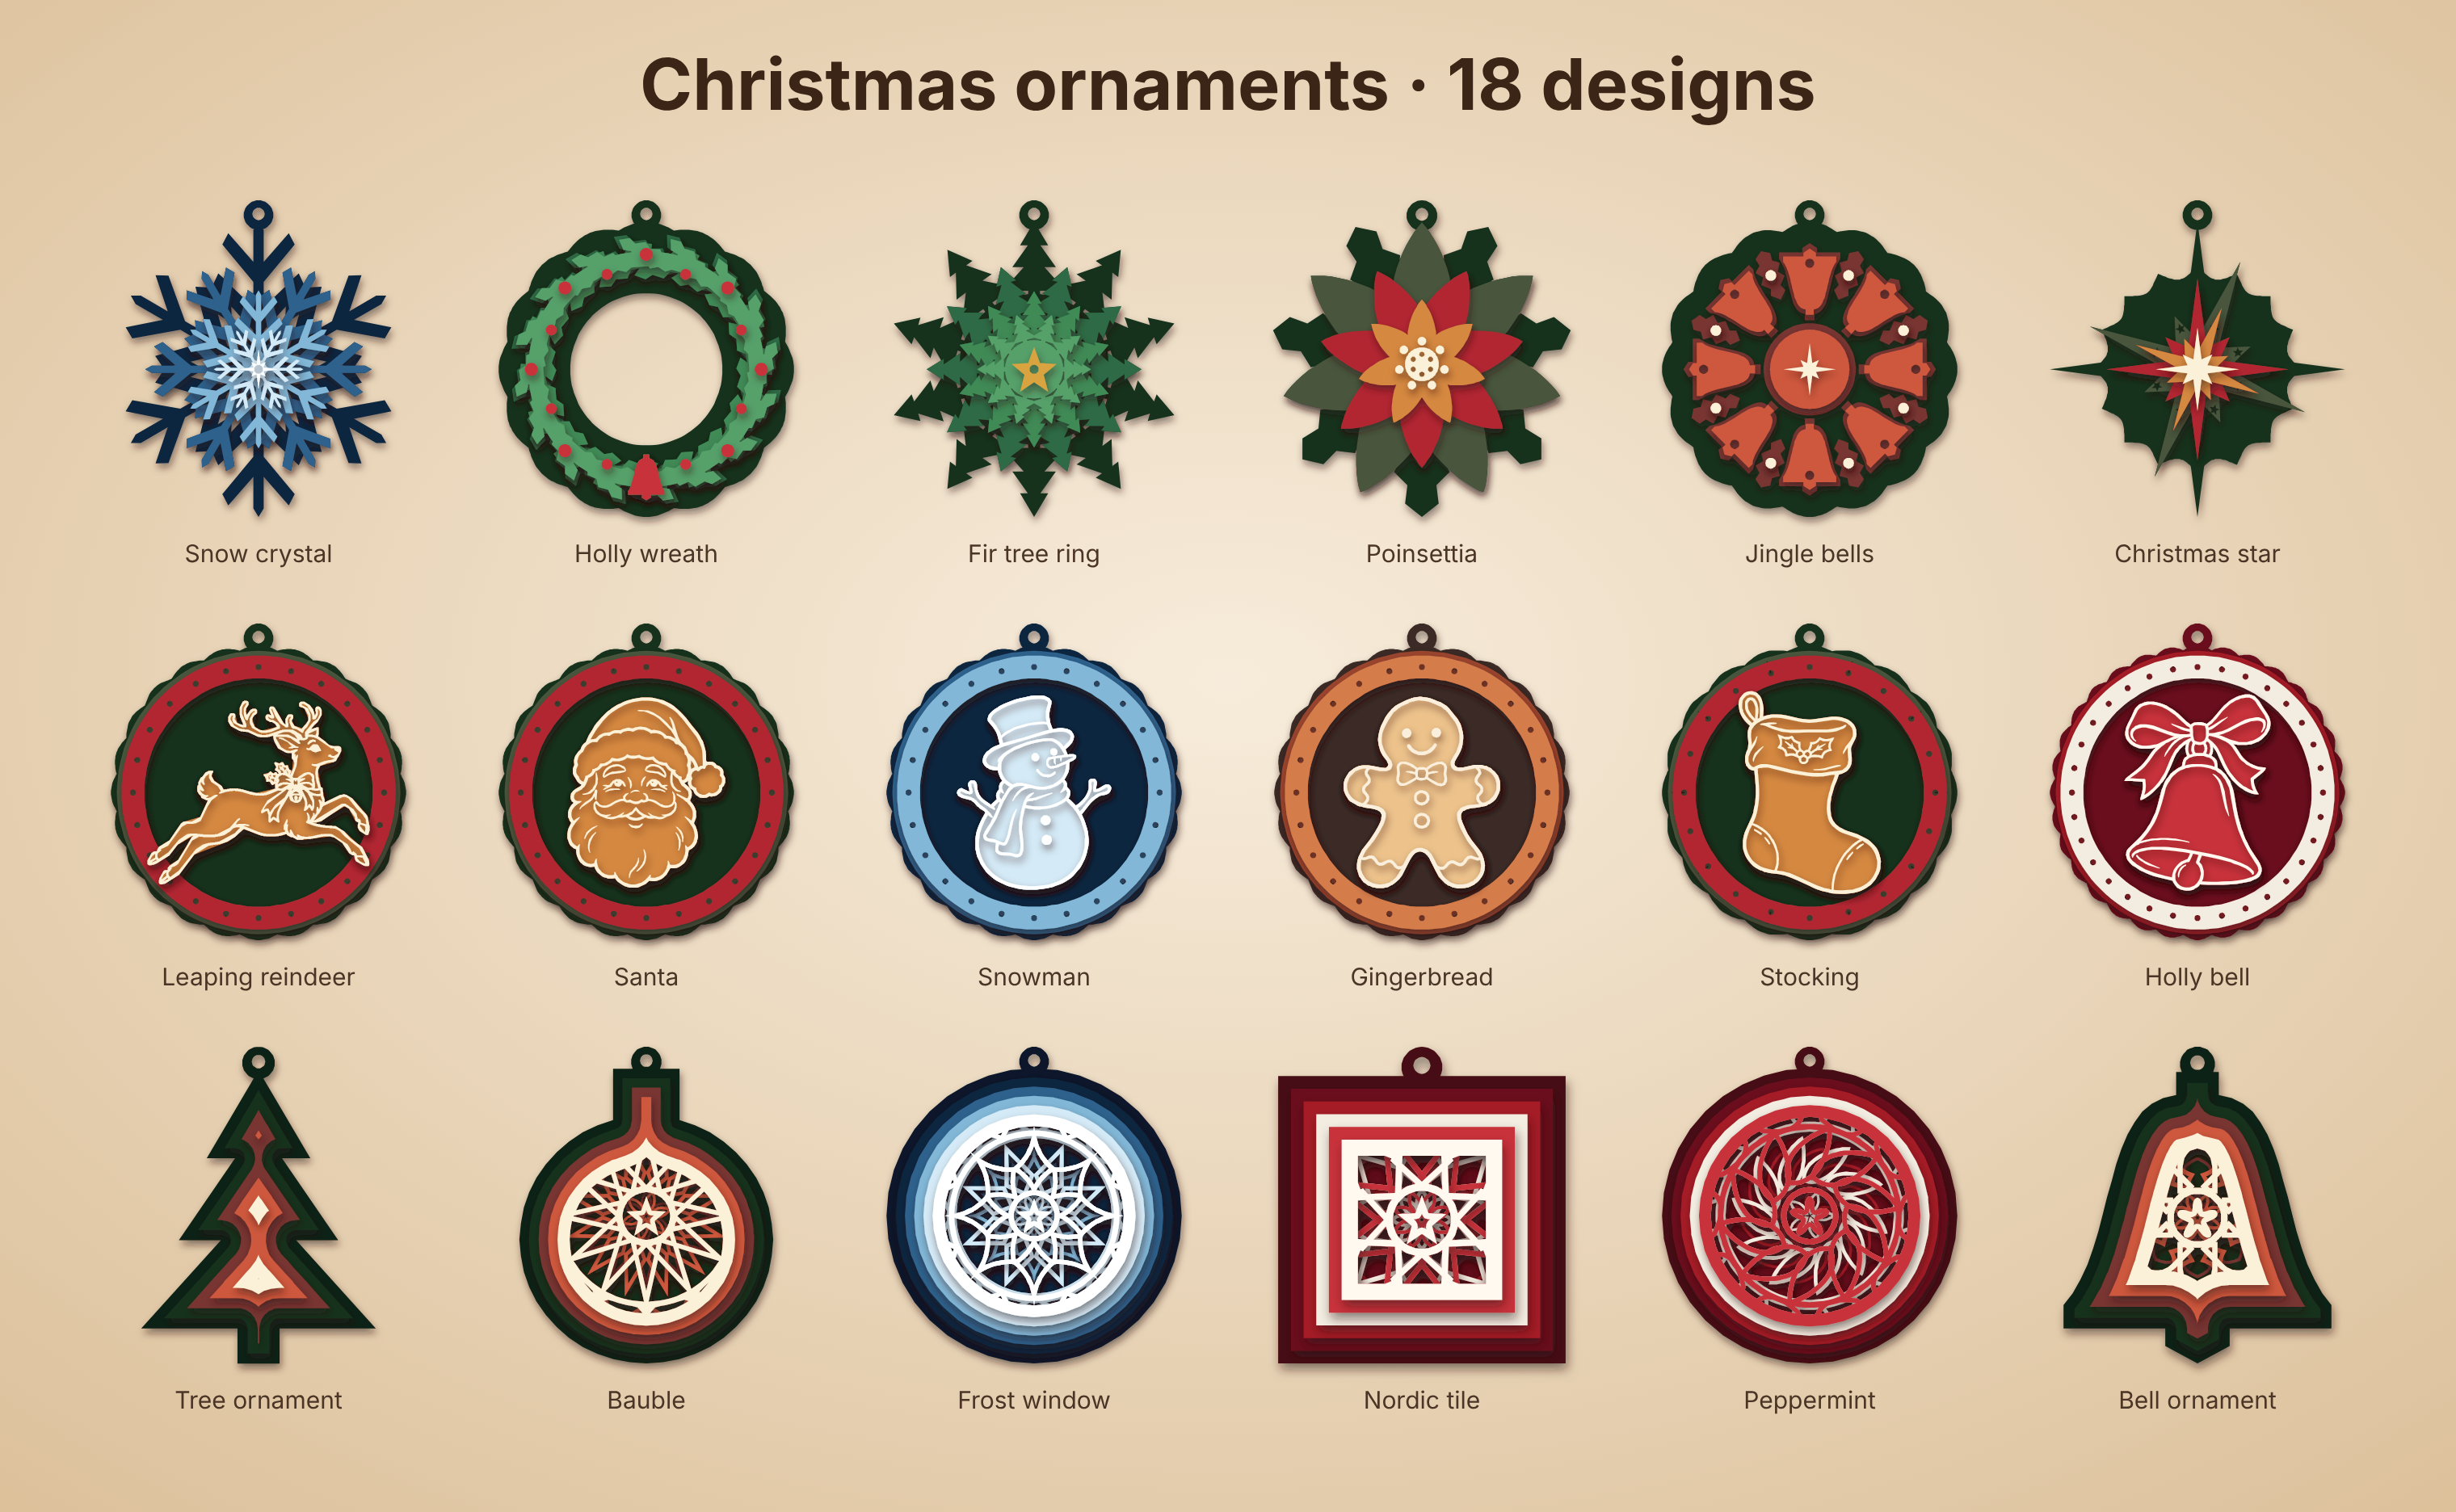 Christmas ornaments · 18 designs
Snow crystal
Holly wreath
Fir tree ring
Poinsettia
Jingle bells
Christmas star
Leaping reindeer
Santa
Snowman
Gingerbread
Stocking
Holly bell
Tree ornament
Bauble
Frost window
Nordic tile
Peppermint
Bell ornament